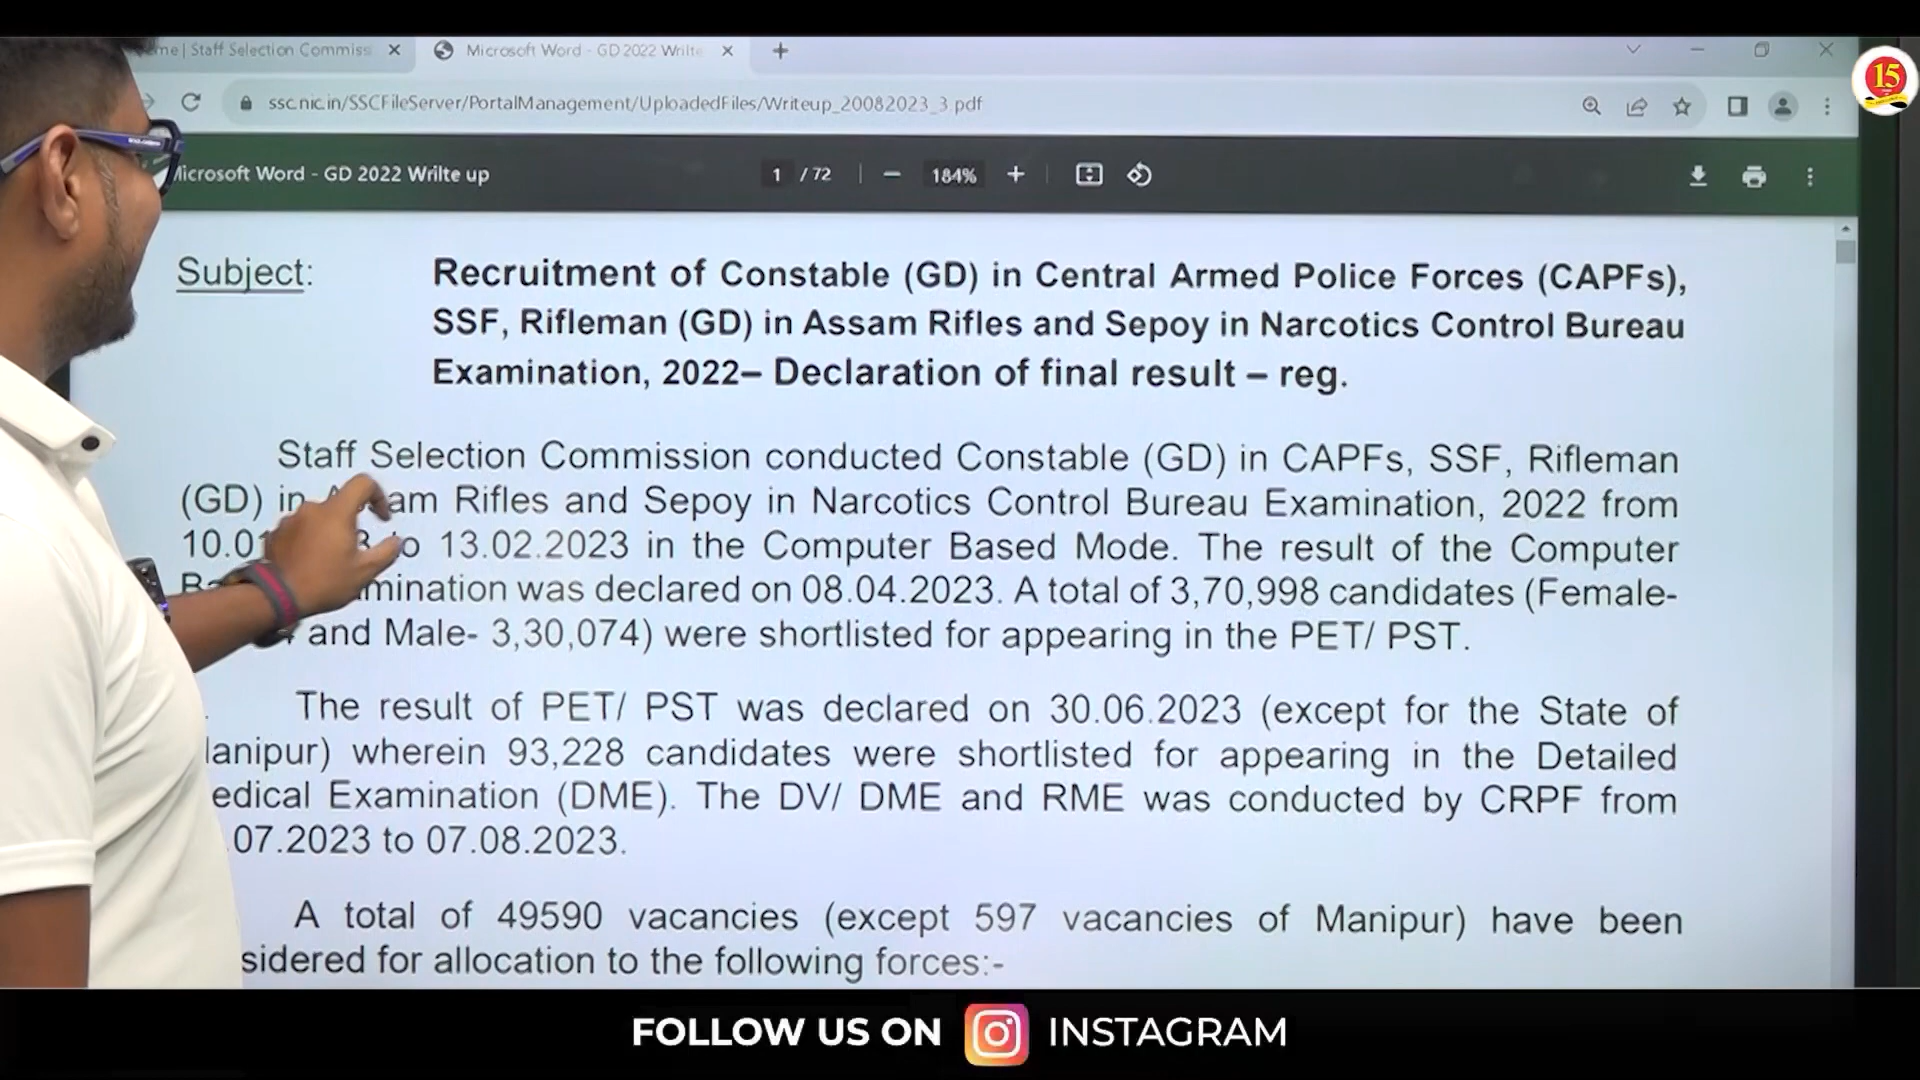 me | Staff Selection Commiss
Microsoft Word - GD 2022 Wrilte
15
ssc.nic.in/SSCFileServer/PortalManagement/UploadedFiles/Writeup_20082023_3.pdf
Microsoft Word - GD 2022 Wrilte up
1 / 72
184%
Subject: Recruitment of Constable (GD) in Central Armed Police Forces (CAPFs),
SSF, Rifleman (GD) in Assam Rifles and Sepoy in Narcotics Control Bureau
Examination, 2022– Declaration of final result – reg.
Staff Selection Commission conducted Constable (GD) in CAPFs, SSF, Rifleman
(GD) in am Rifles and Sepoy in Narcotics Control Bureau Examination, 2022 from
10.01 to 13.02.2023 in the Computer Based Mode. The result of the Computer
mination was declared on 08.04.2023. A total of 3,70,998 candidates (Female-
and Male- 3,30,074) were shortlisted for appearing in the PET/ PST.
The result of PET/ PST was declared on 30.06.2023 (except for the State of
anipur) wherein 93,228 candidates were shortlisted for appearing in the Detailed
edical Examination (DME). The DV/ DME and RME was conducted by CRPF from
.07.2023 to 07.08.2023.
A total of 49590 vacancies (except 597 vacancies of Manipur) have been
sidered for allocation to the following forces:-
FOLLOW US ON INSTAGRAM